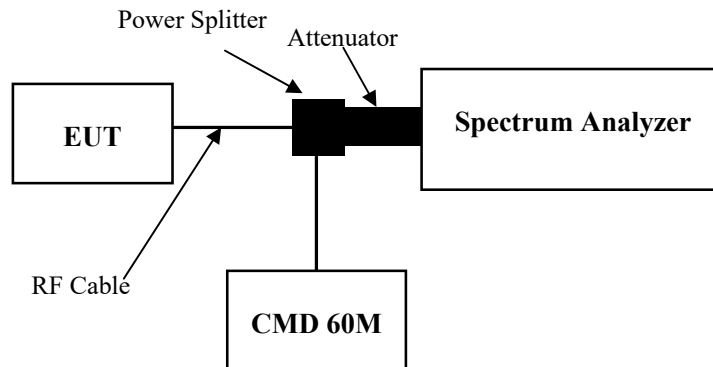 Power Splitter
Attenuator
EUT
Spectrum Analyzer
RF Cable
CMD 60M